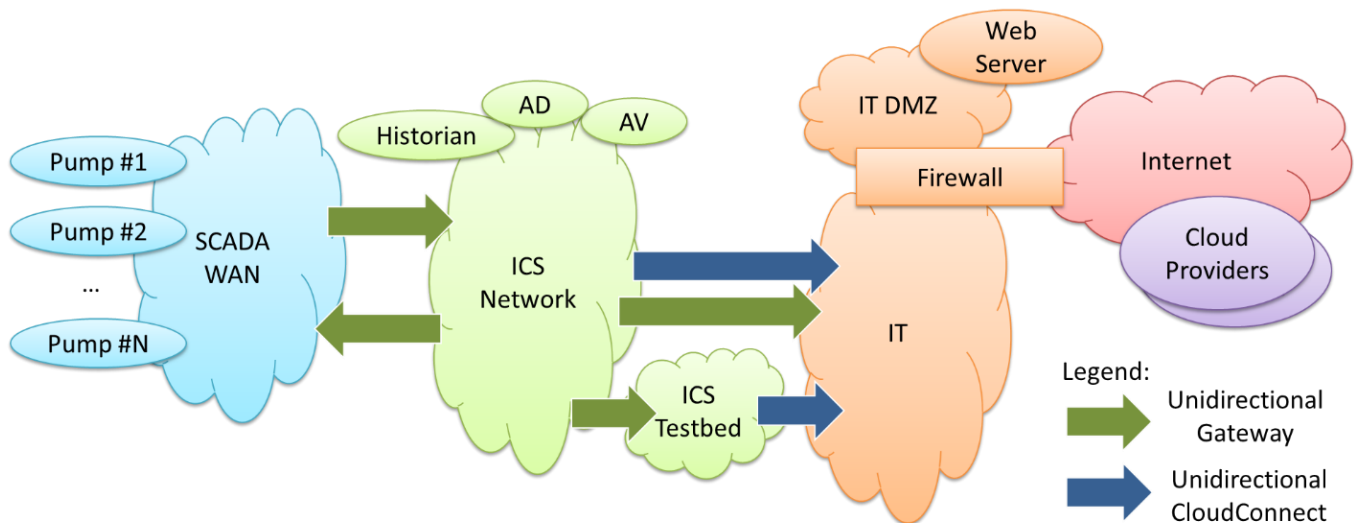 Web
Server
IT DMZ
AD
AV
Historian
Pump #1
Internet
Firewall
Pump #2
SCADA
WAN
Cloud
Providers
...
ICS
Network
Pump #N
IT
ICS
Testbed
Legend:
Unidirectional
Gateway
Unidirectional
CloudConnect